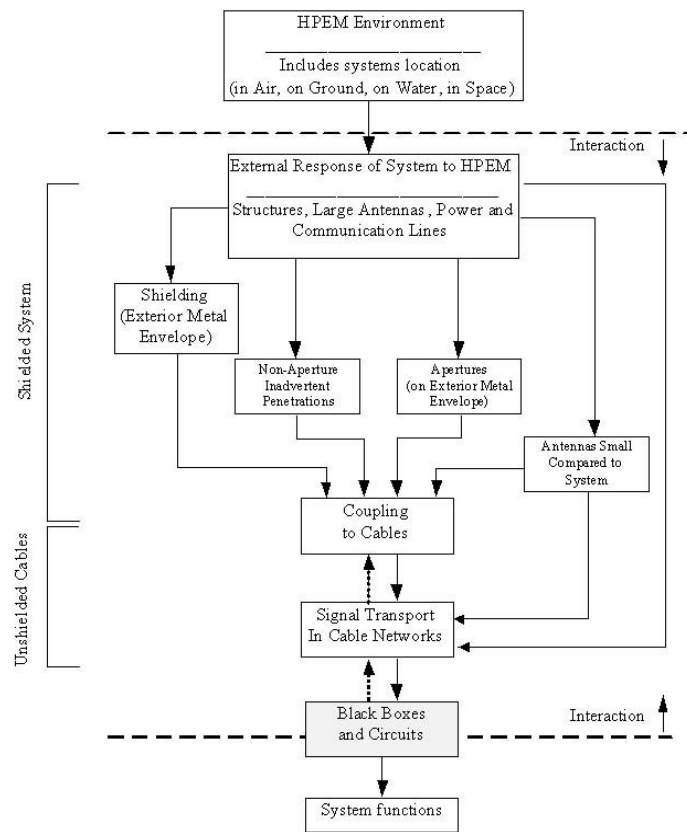 HPEM Environment
Includes systems location
(in Air, on Ground, on Water, in Space)
Interaction
External Response of System to HPEM
Structures, Large Antennas , Power and
Communication Lines
Shielding
(Exterior Metal
Envelope)
Non-Aperture
Inadvertent
Penetrations
Apertures
(on Exterior Metal
Envelope)
Antennas Small
Compared to
System
Shielded System
Coupling
to Cables
Unshielded Cables
Signal Transport
In Cable Networks
Black Boxes
and Circuits
Interaction
System functions